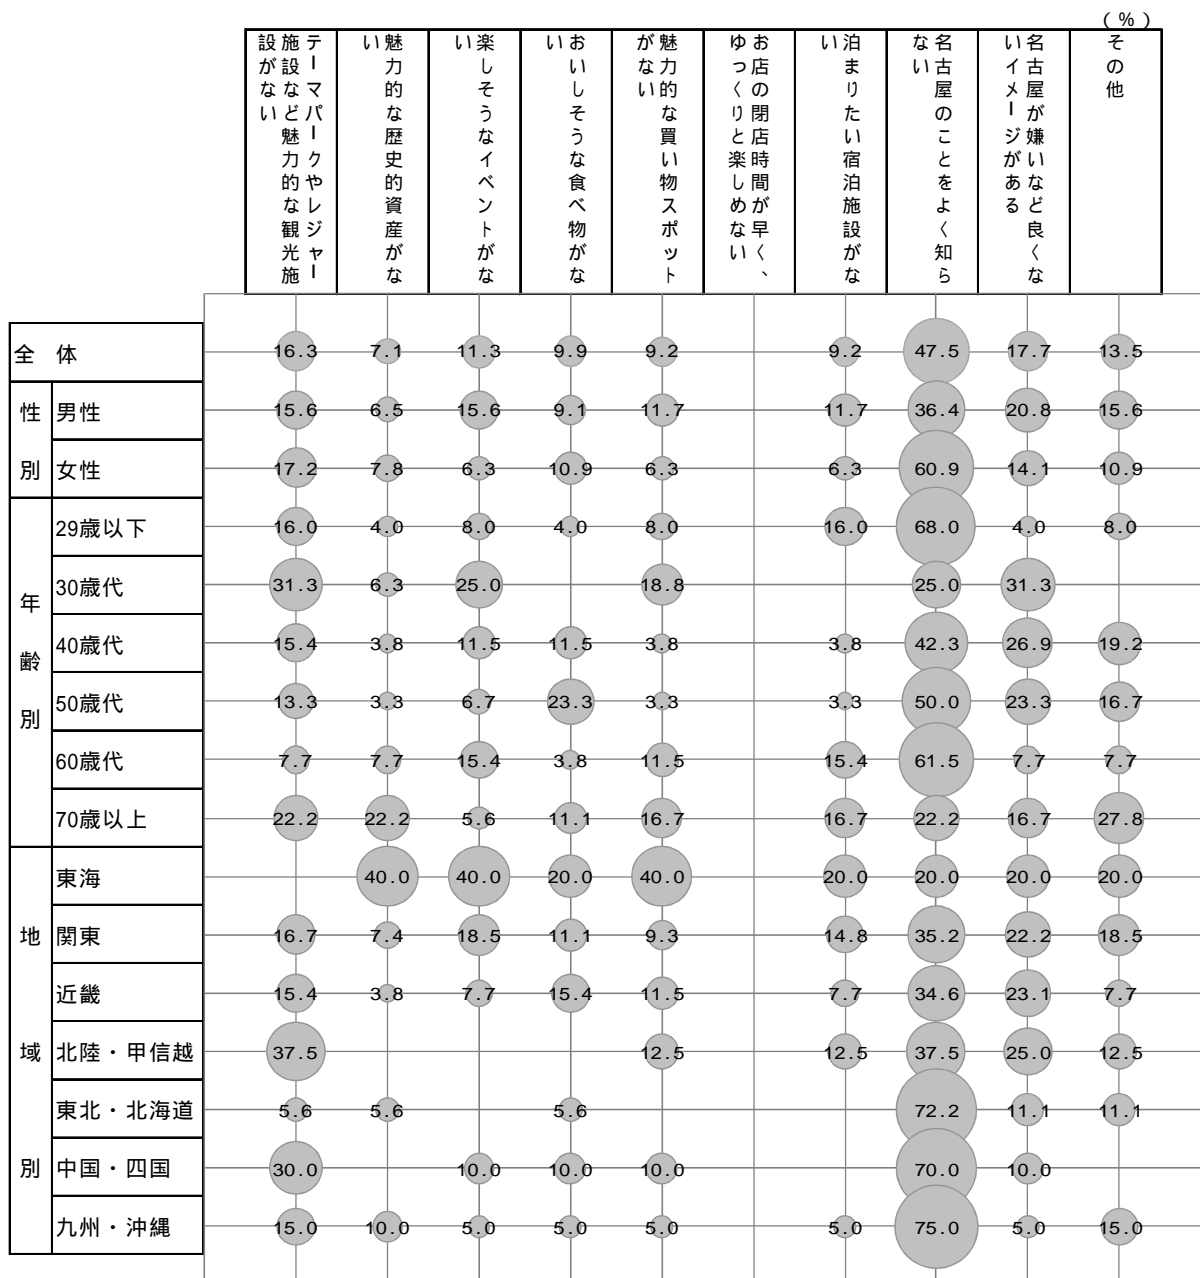 (%)
テーマパークやレジャー
施設など魅力的な観光施
設がない
魅力的な歴史的資産がな
い
楽しそうなイベントがな
い
おいしそうな食べ物がな
い
魅力的な買い物スポット
がない
お店の閉店時間が早く、
ゆっくりと楽しめない
泊まりたい宿泊施設がな
い
名古屋のことをよく知ら
ない
名古屋が嫌いなど良くな
いイメージがある
その他
全 体 16.3 7.1 11.3 9.9 9.2 9.2 47.5 17.7 13.5
性別
男性 15.6 6.5 15.6 9.1 11.7 11.7 36.4 20.8 15.6
女性 17.2 7.8 6.3 10.9 6.3 6.3 60.9 14.1 10.9
年齢別
29歳以下 16.0 4.0 8.0 4.0 8.0 16.0 68.0 4.0 8.0
30歳代 31.3 6.3 25.0 18.8 25.0 31.3
40歳代 15.4 3.8 11.5 11.5 3.8 3.8 42.3 26.9 19.2
50歳代 13.3 3.3 6.7 23.3 3.3 3.3 50.0 23.3 16.7
60歳代 7.7 7.7 15.4 3.8 11.5 15.4 61.5 7.7 7.7
70歳以上 22.2 22.2 5.6 11.1 16.7 16.7 22.2 16.7 27.8
地域別
東海 40.0 40.0 20.0 40.0 20.0 20.0 20.0 20.0
関東 16.7 7.4 18.5 11.1 9.3 14.8 35.2 22.2 18.5
近畿 15.4 3.8 7.7 15.4 11.5 7.7 34.6 23.1 7.7
北陸・甲信越 37.5 12.5 12.5 37.5 25.0 12.5
東北・北海道 5.6 5.6 5.6 72.2 11.1 11.1
中国・四国 30.0 10.0 10.0 10.0 70.0 10.0
九州・沖縄 15.0 10.0 5.0 5.0 5.0 5.0 75.0 5.0 15.0